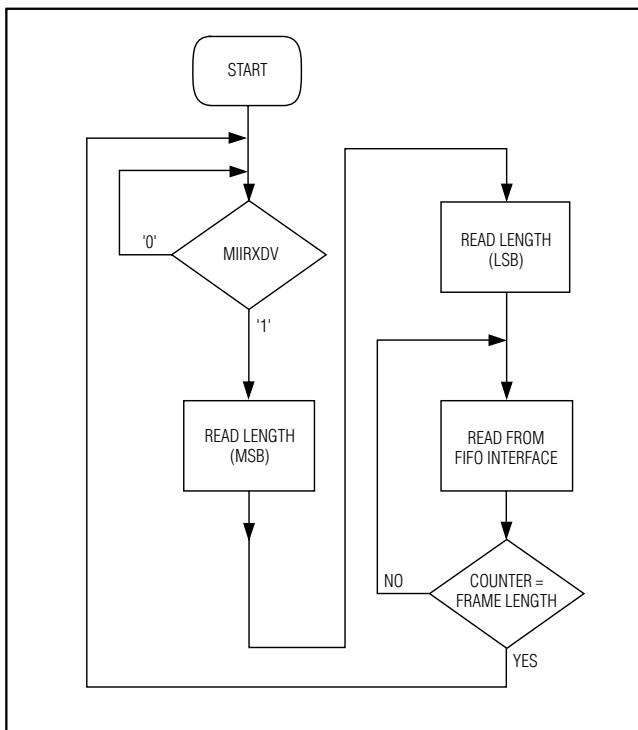 START
'0'
MIIRXDV
'1'
READ LENGTH
(MSB)
READ LENGTH
(LSB)
READ FROM
FIFO INTERFACE
NO
COUNTER =
FRAME LENGTH
YES